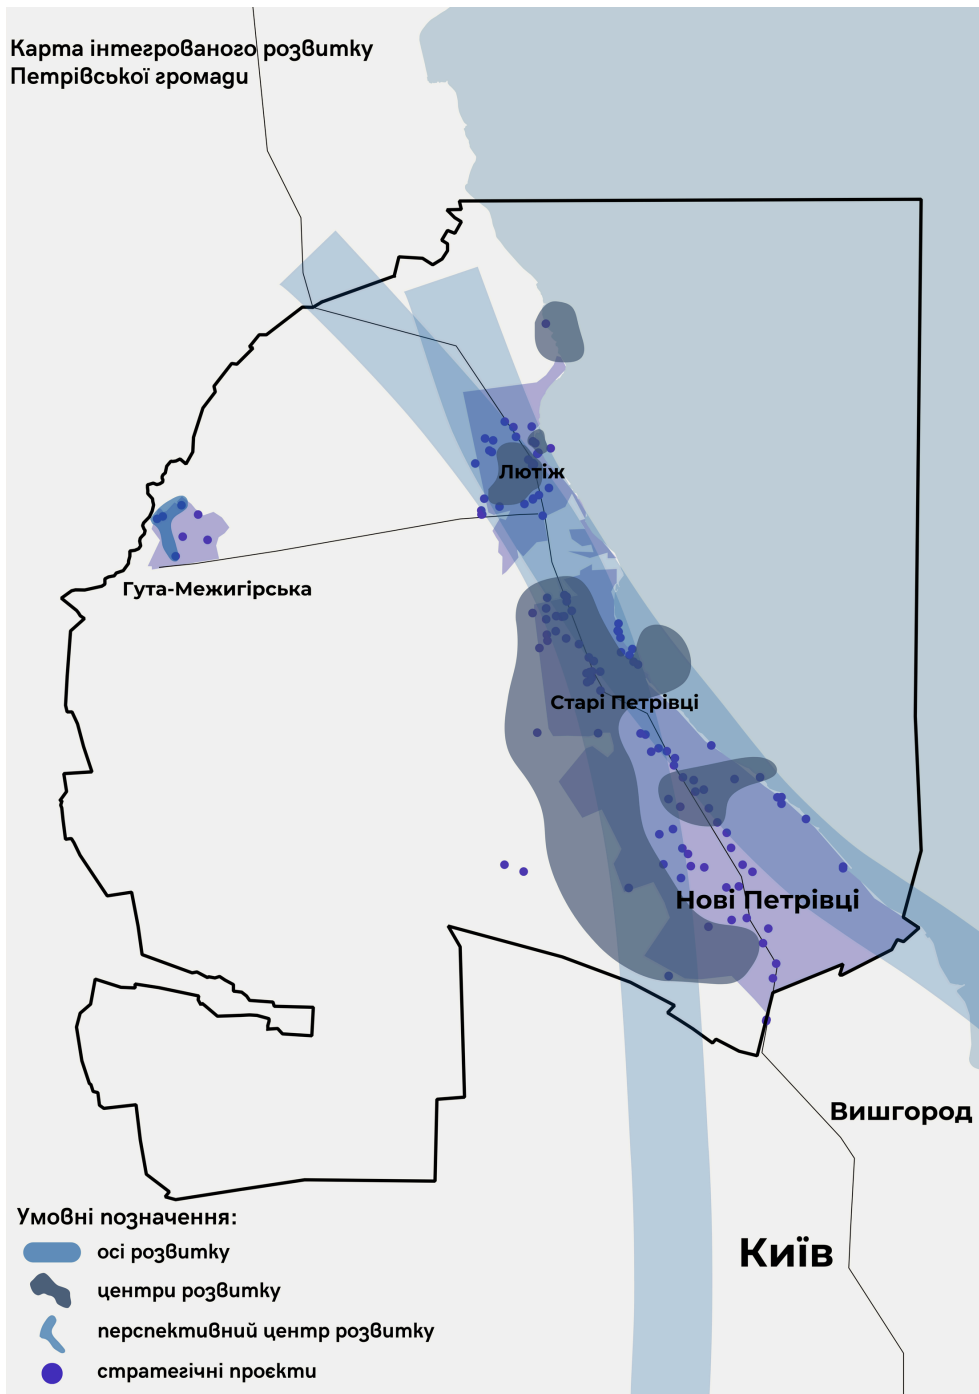 Карта інтегрованого розвитку
Петрівської громади
Лютіж
Гута-Межигірська
Старі Петрівці
Нові Петрівці
Вишгород
Київ
Умовні позначення:
осі розвитку
центри розвитку
перспективний центр розвитку
стратегічні проєкти